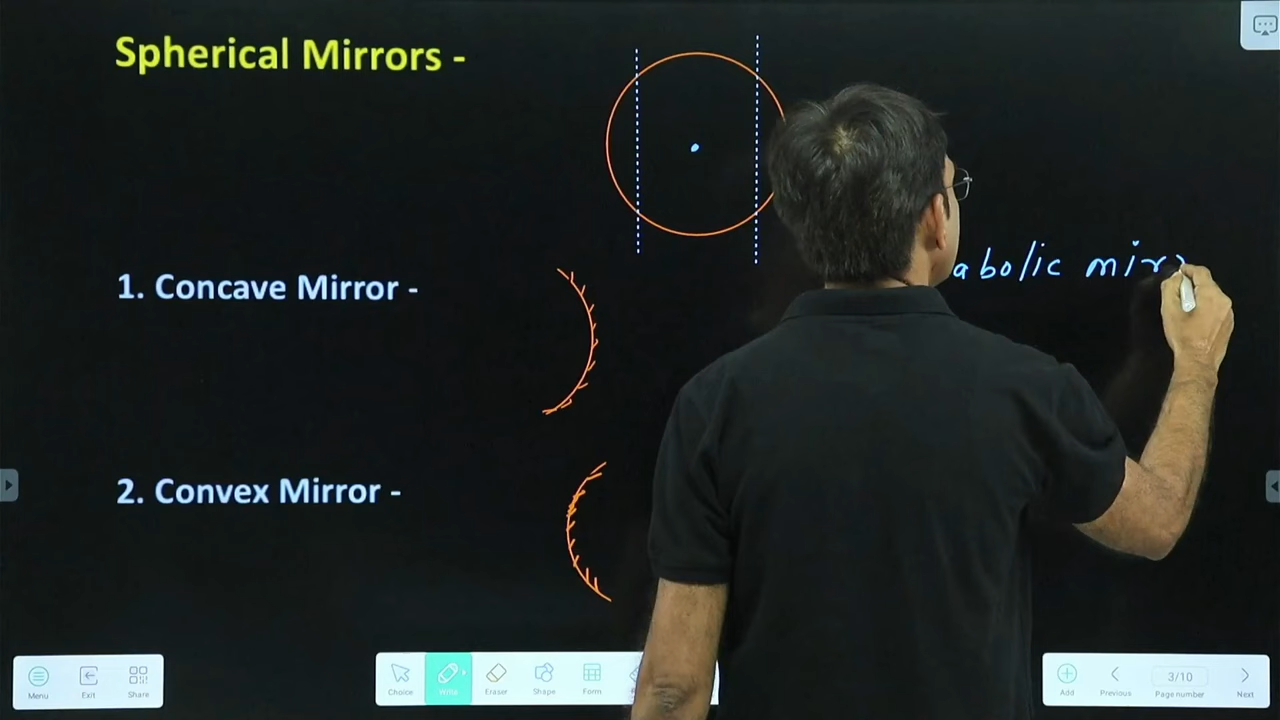 Spherical Mirrors -
abolic mirr
1. Concave Mirror -
2. Convex Mirror -
Menu
Exit
Share
Choice
Write
Eraser
Shape
Form
Add
Previous
3/10
Page number
Next